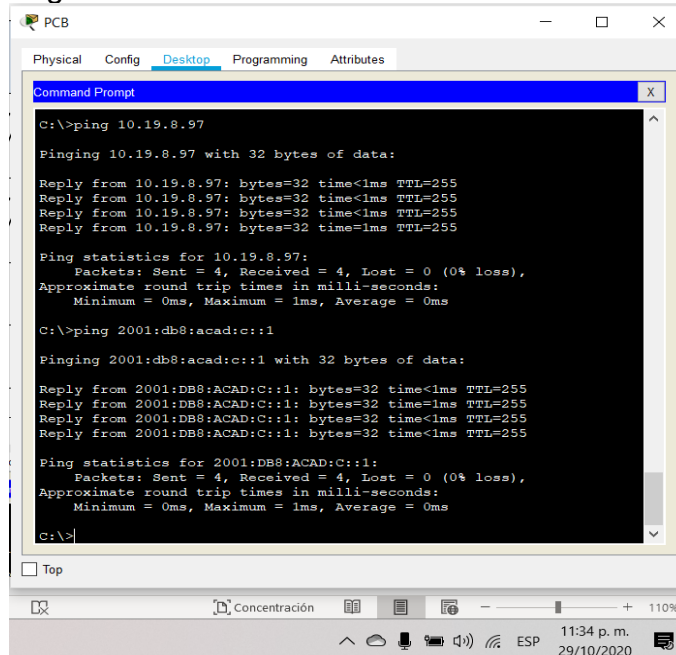 PCB
Physical Config Desktop Programming Attributes
Command Prompt X
C:\>ping 10.19.8.97
Pinging 10.19.8.97 with 32 bytes of data:
Reply from 10.19.8.97: bytes=32 time<1ms TTL=255
Reply from 10.19.8.97: bytes=32 time<1ms TTL=255
Reply from 10.19.8.97: bytes=32 time<1ms TTL=255
Reply from 10.19.8.97: bytes=32 time=1ms TTL=255
Ping statistics for 10.19.8.97:
Packets: Sent = 4, Received = 4, Lost = 0 (0% loss),
Approximate round trip times in milli-seconds:
Minimum = 0ms, Maximum = 1ms, Average = 0ms
C:\>ping 2001:db8:acad:c::1
Pinging 2001:db8:acad:c::1 with 32 bytes of data:
Reply from 2001:DB8:ACAD:C::1: bytes=32 time<1ms TTL=255
Reply from 2001:DB8:ACAD:C::1: bytes=32 time=1ms TTL=255
Reply from 2001:DB8:ACAD:C::1: bytes=32 time<1ms TTL=255
Reply from 2001:DB8:ACAD:C::1: bytes=32 time<1ms TTL=255
Ping statistics for 2001:DB8:ACAD:C::1:
Packets: Sent = 4, Received = 4, Lost = 0 (0% loss),
Approximate round trip times in milli-seconds:
Minimum = 0ms, Maximum = 1ms, Average = 0ms
C:\>
Top
Concentración 110%
ESP 11:34 p. m.
29/10/2020